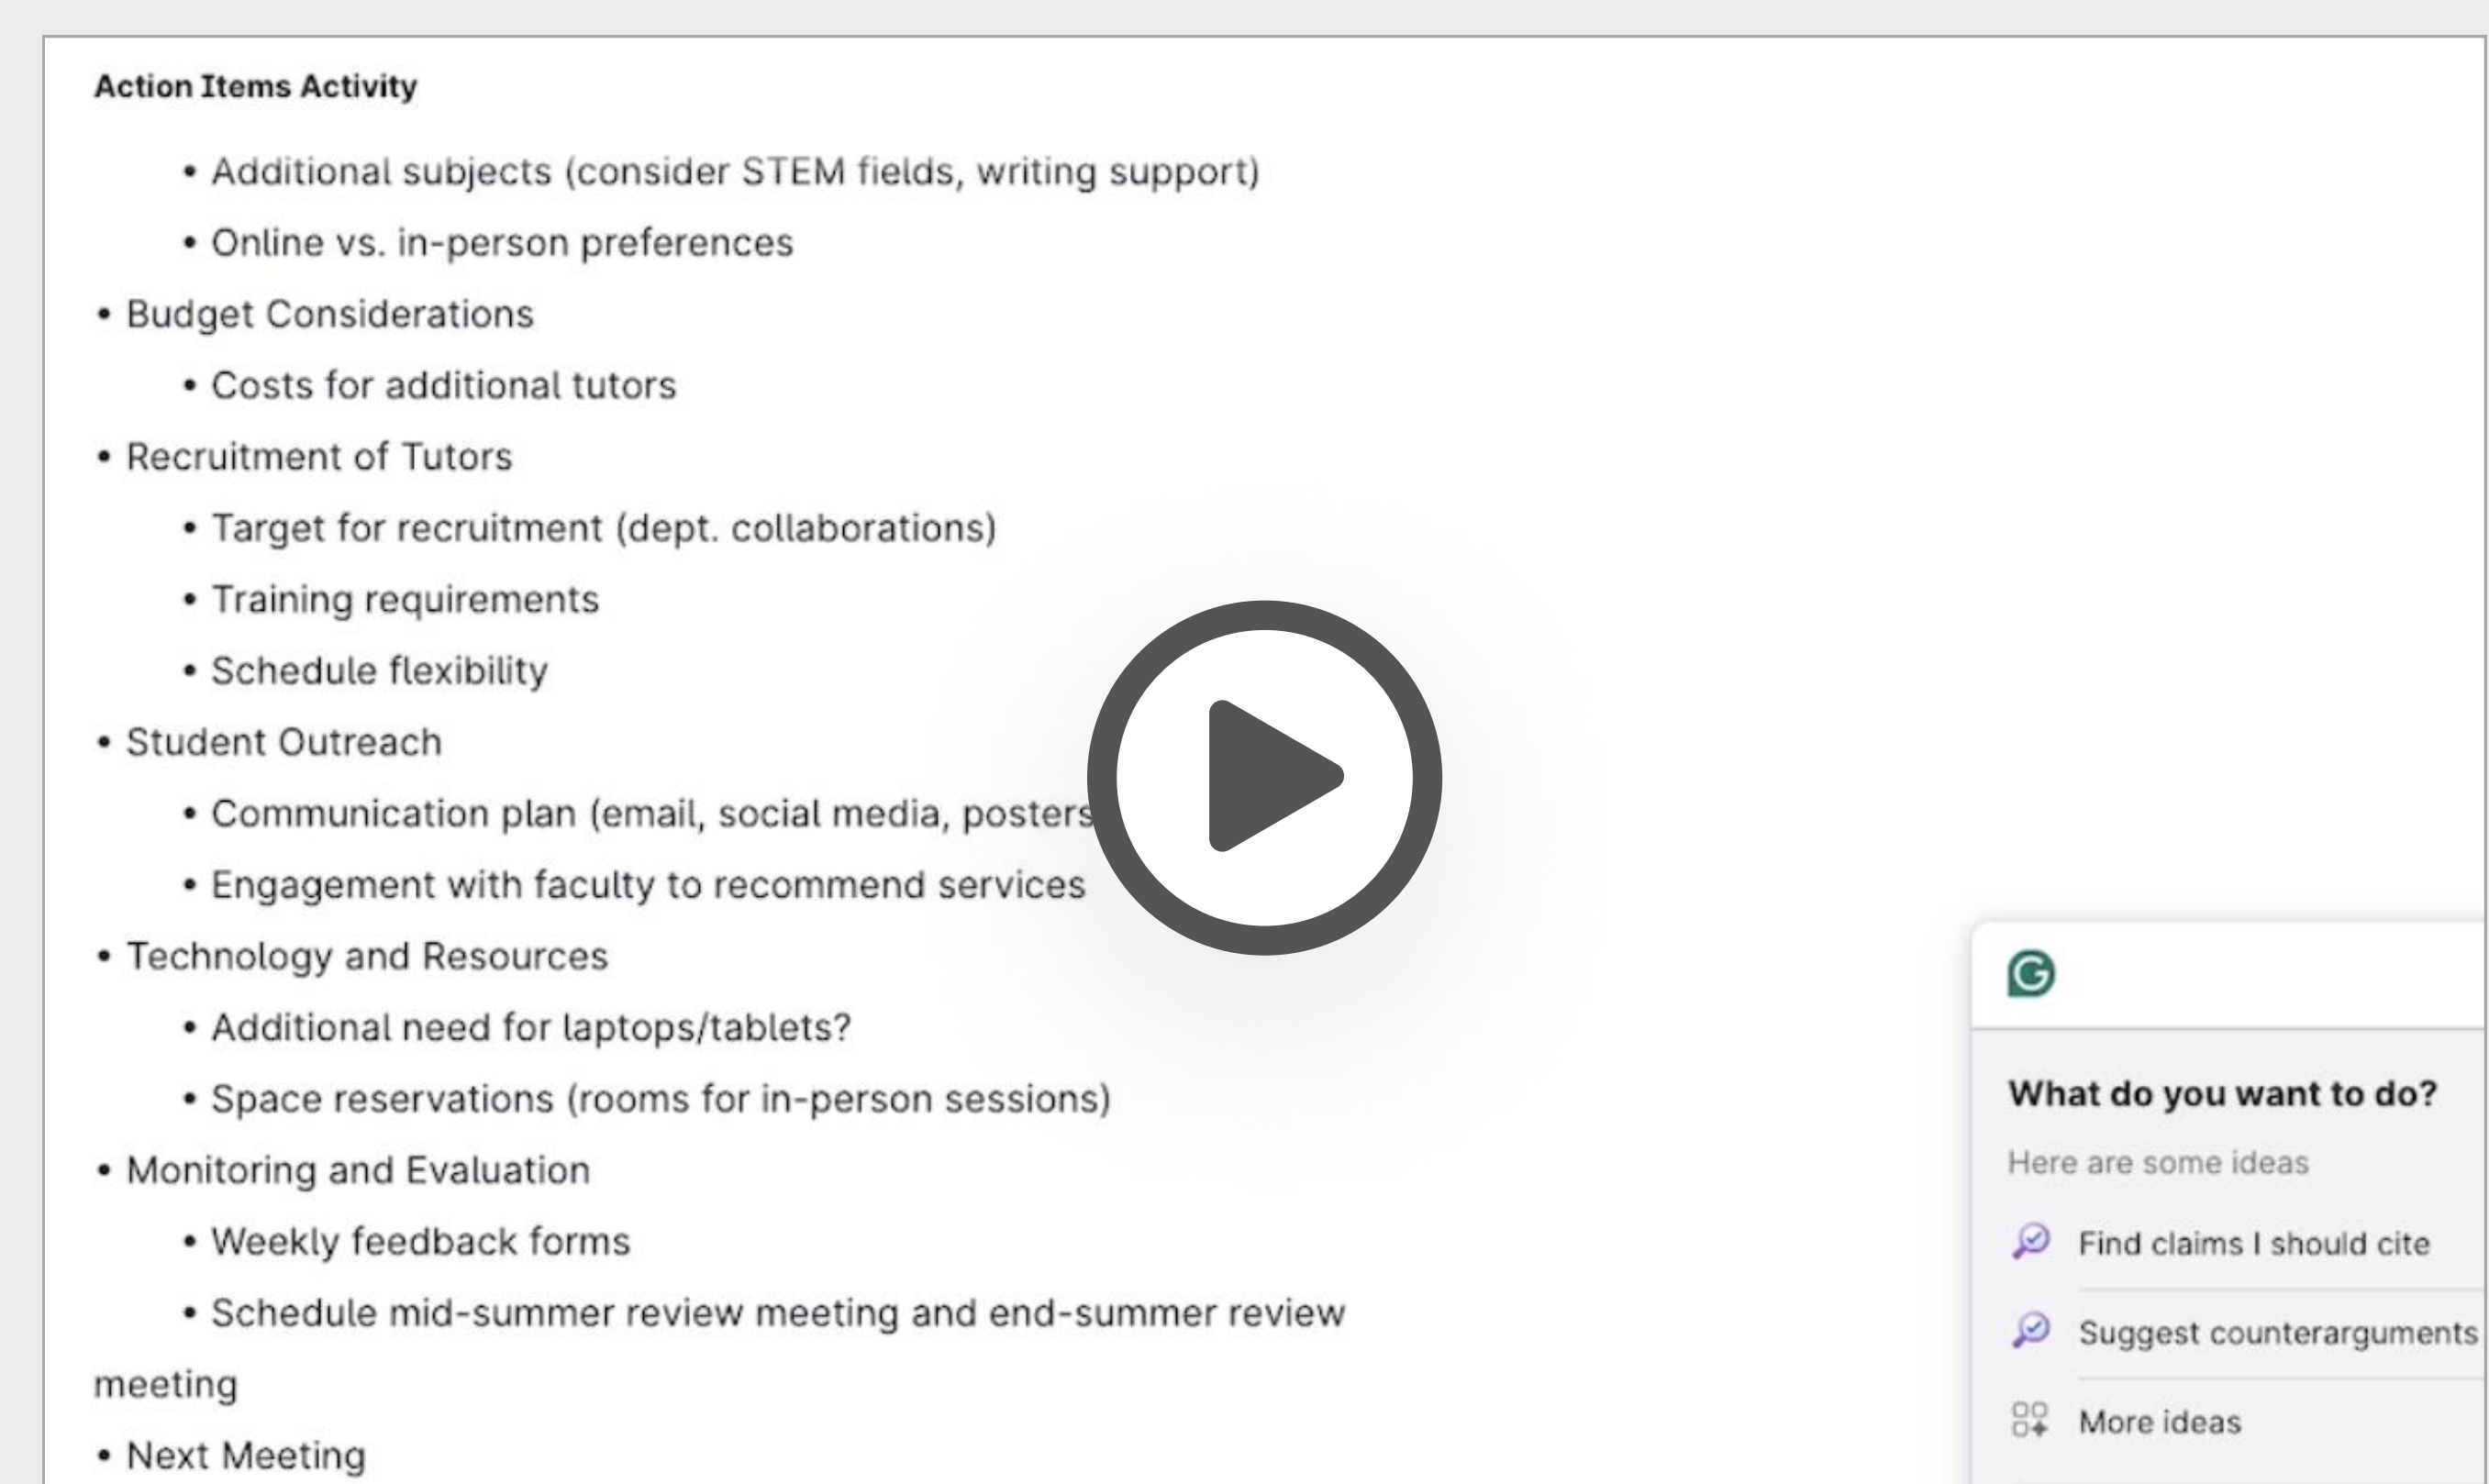 Action Items Activity
• Additional subjects (consider STEM fields, writing support)
• Online vs. in-person preferences
• Budget Considerations
• Costs for additional tutors
• Recruitment of Tutors
• Target for recruitment (dept. collaborations)
• Training requirements
• Schedule flexibility
• Student Outreach
• Communication plan (email, social media, posters
• Engagement with faculty to recommend services
• Technology and Resources
• Additional need for laptops/tablets?
• Space reservations (rooms for in-person sessions)
• Monitoring and Evaluation
• Weekly feedback forms
• Schedule mid-summer review meeting and end-summer review
meeting
• Next Meeting
G
What do you want to do?
Here are some ideas
Find claims I should cite
Suggest counterarguments
More ideas